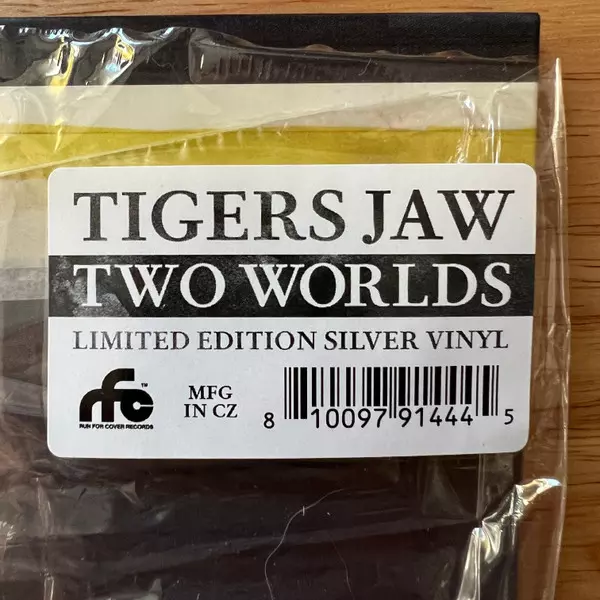 TIGERS JAW
TWO WORLDS
LIMITED EDITION SILVER VINYL
rfc™
RUN FOR COVER RECORDS
MFG
IN CZ
8 10097 91444 5